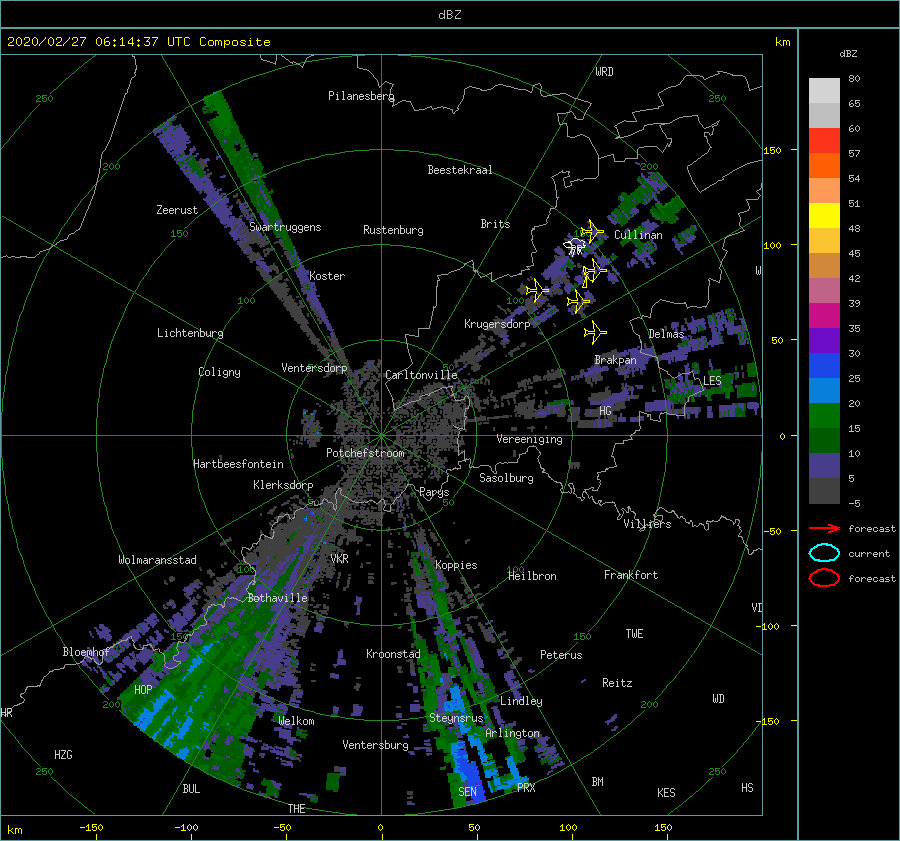 dBZ
2020/02/27 06:14:37 UTC Composite
km
dBZ
250
Pilanesberg
WRD
250
80
65
60
57
54
51
48
45
42
39
35
30
25
20
15
10
5
-5
150
100
50
0
-50
-100
-150
200
Beestekraal
200
Zeerust
150
Swartruggens
Rustenburg
Brits
Cullinan
Koster
100
100
W
Lichtenburg
Krugersdorp
Delmas
Coligny
Ventersdorp
Carltonville
Brakpan
LES
HG
Vereeniging
Potchefstroom
Hartbeesfontein
Klerksdorp
Sasolburg
Parys
50
50
Villiers
forecast
current
forecast
Wolmaransstad
100
VKR
Koppies
100
Heilbron
Frankfort
Bothaville
VI
150
150
TWE
Bloemhof
Kroonstad
Peterus
HOP
Reitz
200
Lindley
200
WD
HR
Welkom
Steynsrus
Arlington
Ventersburg
HZG
250
250
BUL
THE
SEN
PRX
BM
KES
HS
km
-150
-100
-50
0
50
100
150